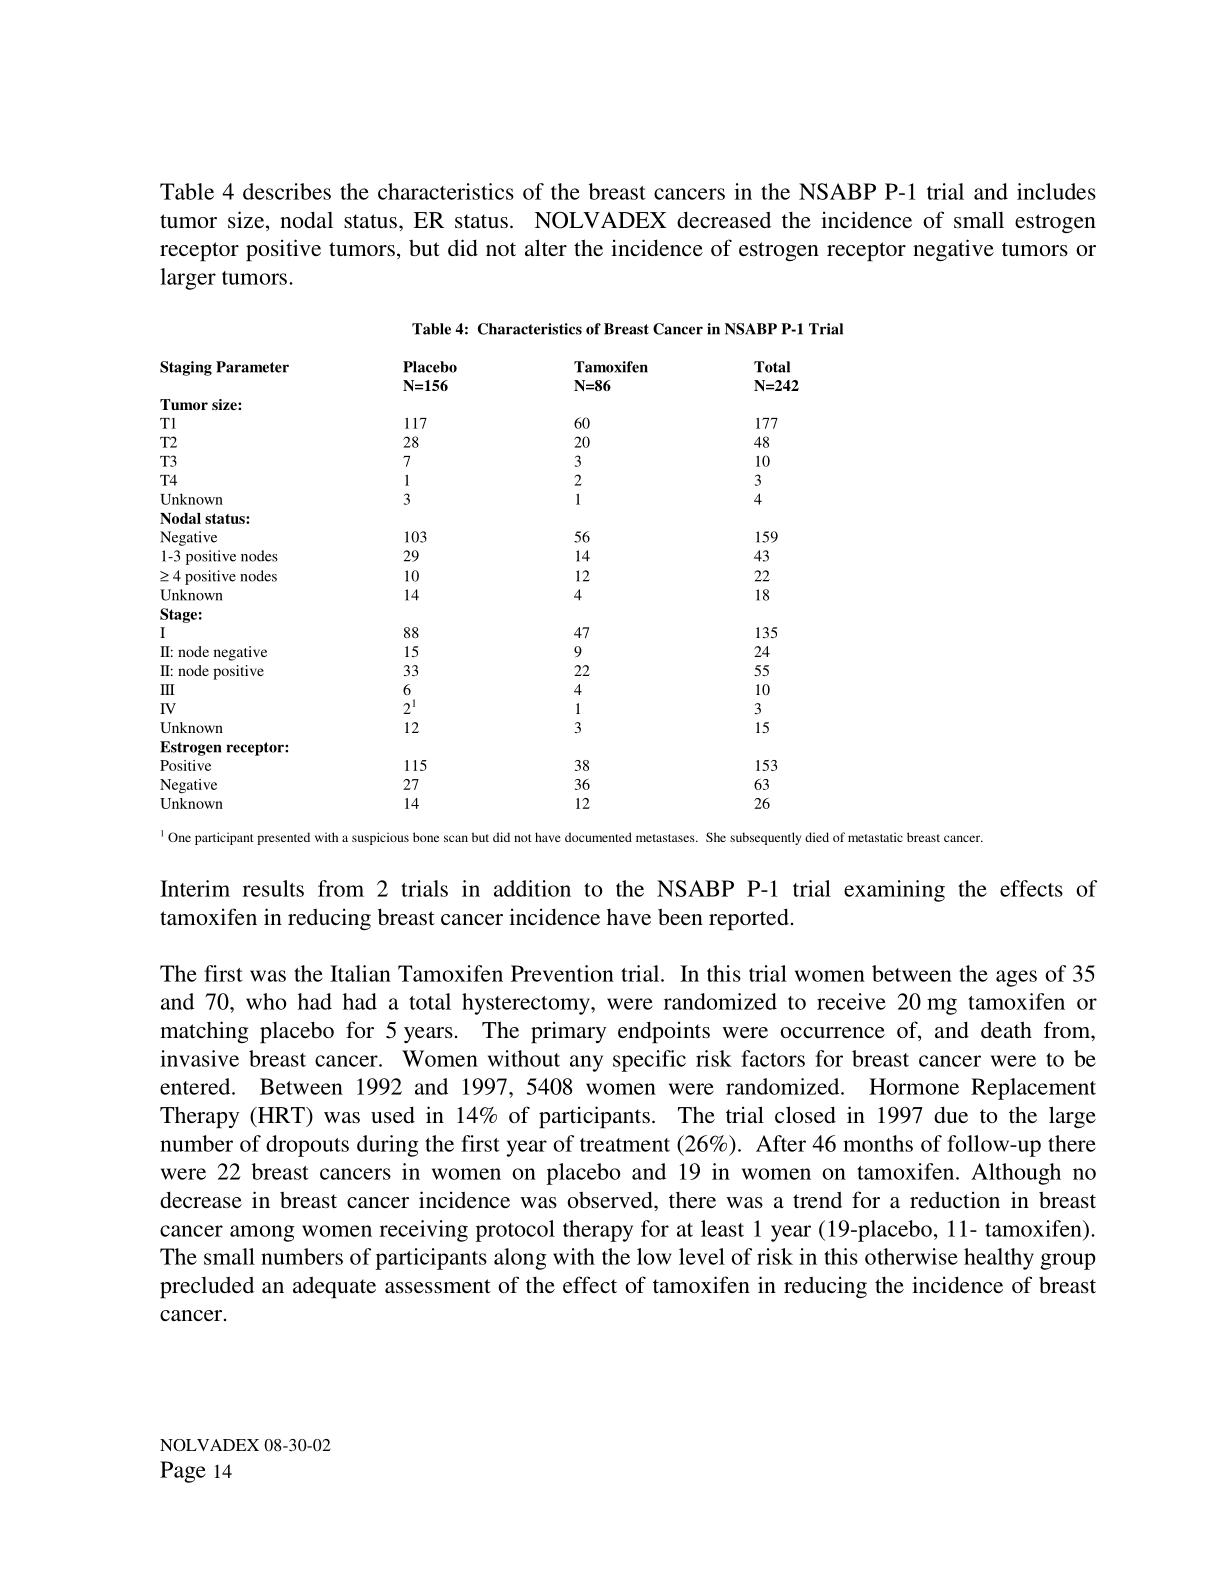 Table 4 describes the characteristics of the breast cancers in the NSABP P-1 trial and includes
tumor size, nodal status, ER status. NOLVADEX decreased the incidence of small estrogen
receptor positive tumors, but did not alter the incidence of estrogen receptor negative tumors or
larger tumors.
Table 4: Characteristics of Breast Cancer in NSABP P-1 Trial
Staging Parameter Placebo Tamoxifen Total
N=156 N=86 N=242
Tumor size:
T1 117 60 177
T2 28 20 48
T3 7 3 10
T4 1 2 3
Unknown 3 1 4
Nodal status:
Negative 103 56 159
1-3 positive nodes 29 14 43
≥ 4 positive nodes 10 12 22
Unknown 14 4 18
Stage:
I 88 47 135
II: node negative 15 9 24
II: node positive 33 22 55
III 6 4 10
IV 2¹ 1 3
Unknown 12 3 15
Estrogen receptor:
Positive 115 38 153
Negative 27 36 63
Unknown 14 12 26
¹ One participant presented with a suspicious bone scan but did not have documented metastases. She subsequently died of metastatic breast cancer.
Interim results from 2 trials in addition to the NSABP P-1 trial examining the effects of
tamoxifen in reducing breast cancer incidence have been reported.
The first was the Italian Tamoxifen Prevention trial. In this trial women between the ages of 35
and 70, who had had a total hysterectomy, were randomized to receive 20 mg tamoxifen or
matching placebo for 5 years. The primary endpoints were occurrence of, and death from,
invasive breast cancer. Women without any specific risk factors for breast cancer were to be
entered. Between 1992 and 1997, 5408 women were randomized. Hormone Replacement
Therapy (HRT) was used in 14% of participants. The trial closed in 1997 due to the large
number of dropouts during the first year of treatment (26%). After 46 months of follow-up there
were 22 breast cancers in women on placebo and 19 in women on tamoxifen. Although no
decrease in breast cancer incidence was observed, there was a trend for a reduction in breast
cancer among women receiving protocol therapy for at least 1 year (19-placebo, 11- tamoxifen).
The small numbers of participants along with the low level of risk in this otherwise healthy group
precluded an adequate assessment of the effect of tamoxifen in reducing the incidence of breast
cancer.
NOLVADEX 08-30-02
Page 14